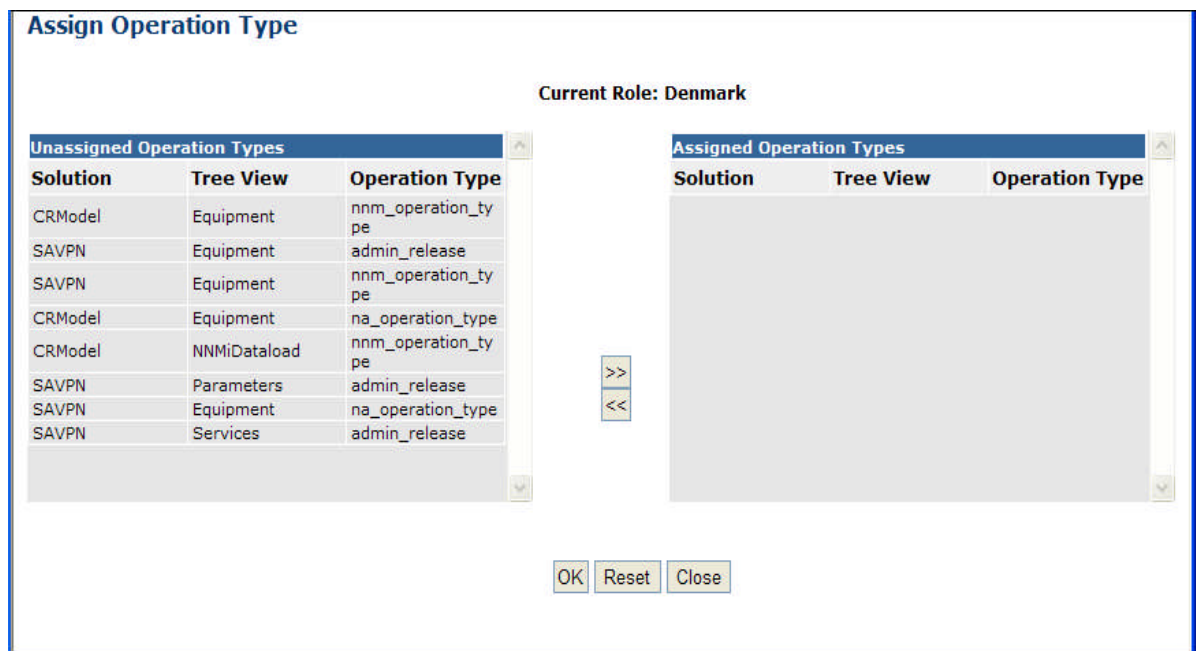 Assign Operation Type
Current Role: Denmark
Unassigned Operation Types
Solution Tree View Operation Type
CRModel Equipment nnm_operation_ty
pe
SAVPN Equipment admin_release
SAVPN Equipment nnm_operation_ty
pe
CRModel Equipment na_operation_type
CRModel NNMiDataload nnm_operation_ty
pe
SAVPN Parameters admin_release
SAVPN Equipment na_operation_type
SAVPN Services admin_release
>>
<<
Assigned Operation Types
Solution Tree View Operation Type
OK Reset Close